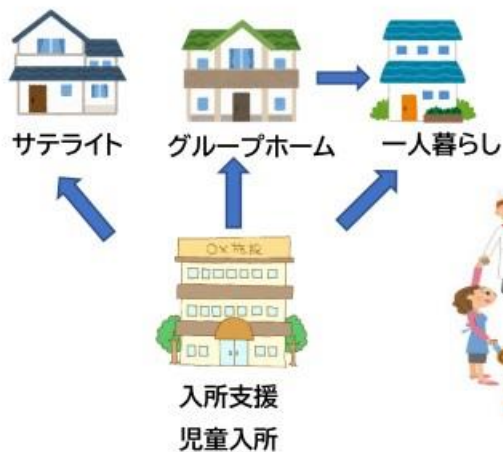 サテライト
グループホーム
一人暮らし
○×施設
入所支援
児童入所